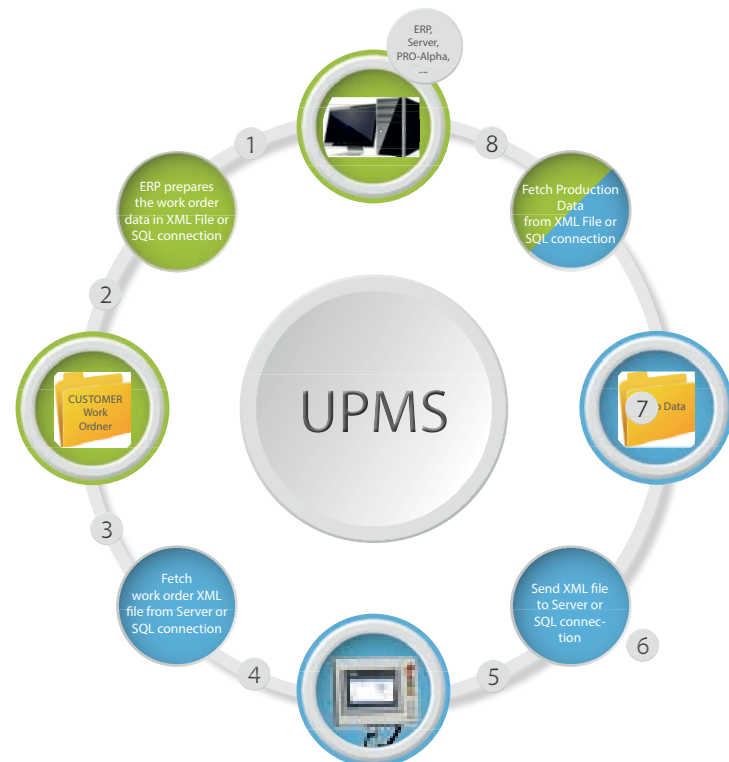 ERP,
Server,
PRO-Alpha,
....
1
8
ERP prepares
the work order
data in XML File or
SQL connection
Fetch Production
Data
from XML File or
SQL connection
2
CUSTOMER
Work
Ordner
UPMS
7
Data
3
Fetch
work order XML
file from Server or
SQL connection
Send XML file
to Server or
SQL connec-
tion
6
4
5